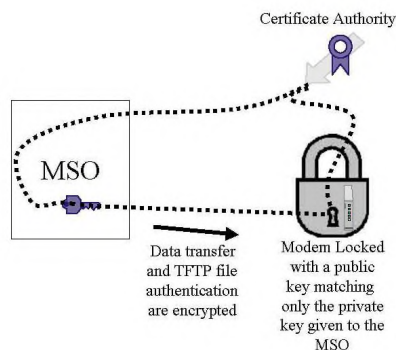 Certificate Authority
MSO
Data transfer
and TFTP file
authentication
are encrypted
Modem Locked
with a public
key matching
only the private
key given to the
MSO